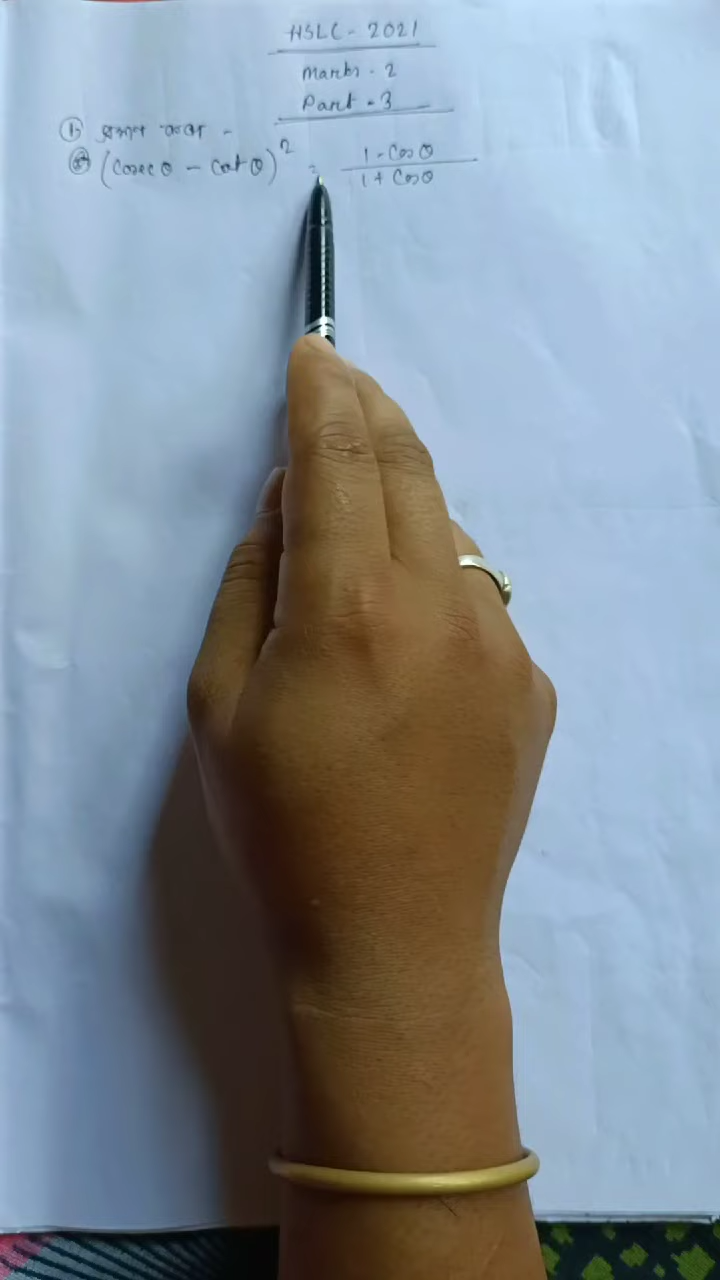 HSLC - 2021
Marks - 2
Part - 3
① প্ৰমাণ কৰা -
(Cosec θ - Cot θ)² = 1 - Cos θ / 1 + Cos θ